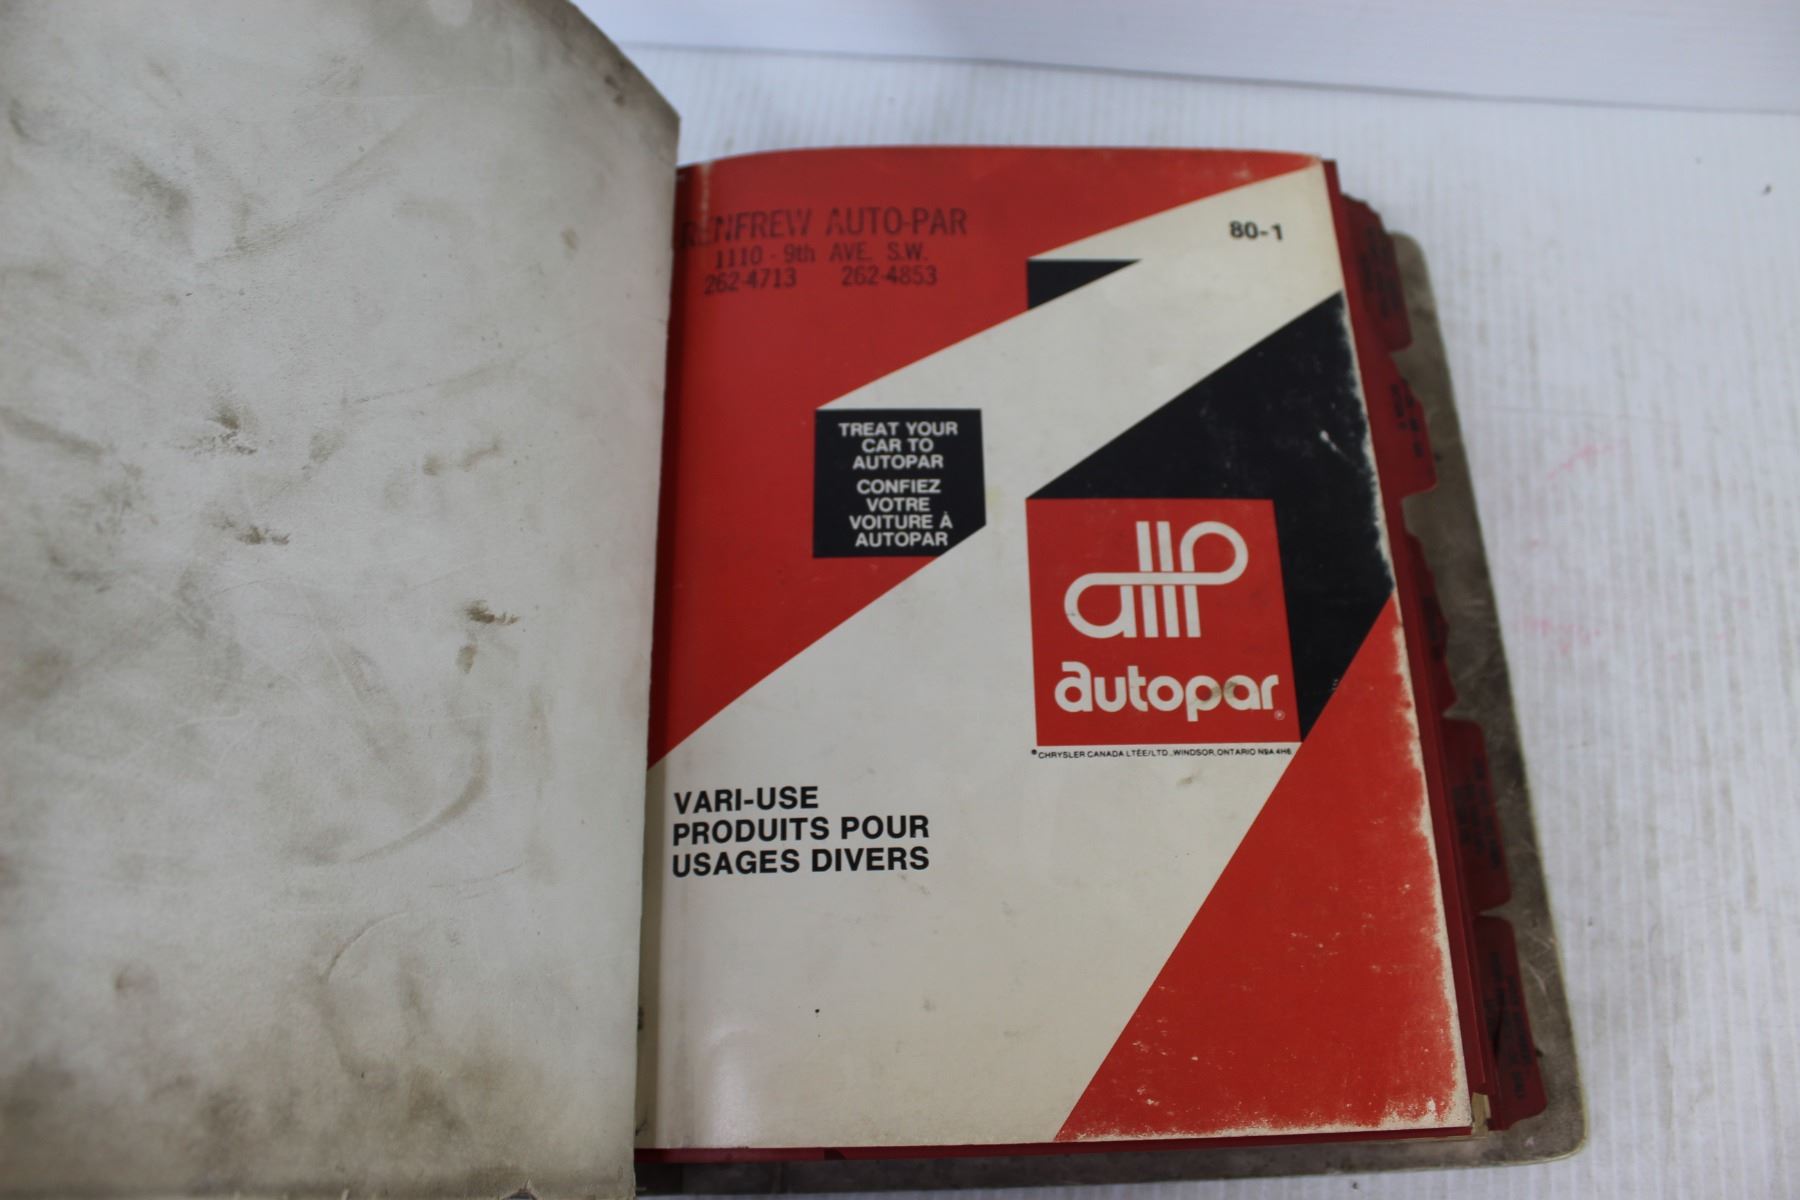 RENFREW AUTO-PAR
1110 - 9th AVE. S.W.
262-4713 262-4853
80-1
TREAT YOUR
CAR TO
AUTOPAR
CONFIEZ
VOTRE
VOITURE À
AUTOPAR
autopar®
CHRYSLER CANADA LTÉE/LTD., WINDSOR, ONTARIO N9A 4H6
VARI-USE
PRODUITS POUR
USAGES DIVERS